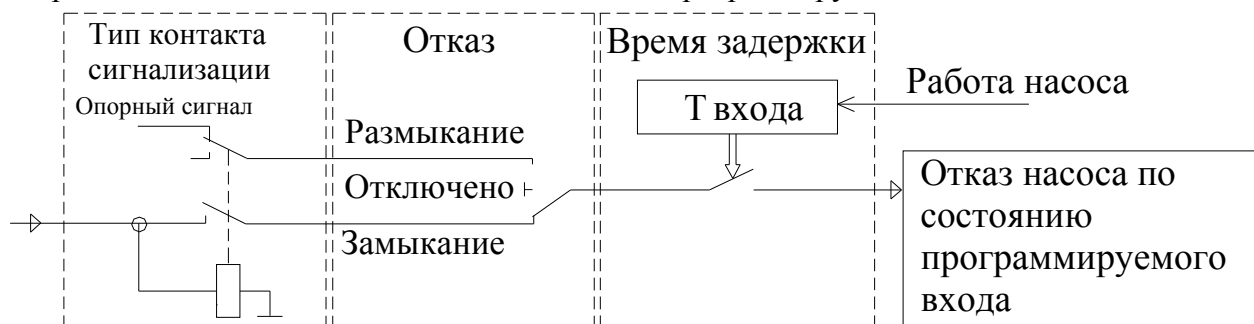 Тип контакта
сигнализации
Опорный сигнал
Отказ
Размыкание
Отключено
Замыкание
Время задержки
Т входа
Работа насоса
Отказ насоса по
состоянию
программируемого
входа